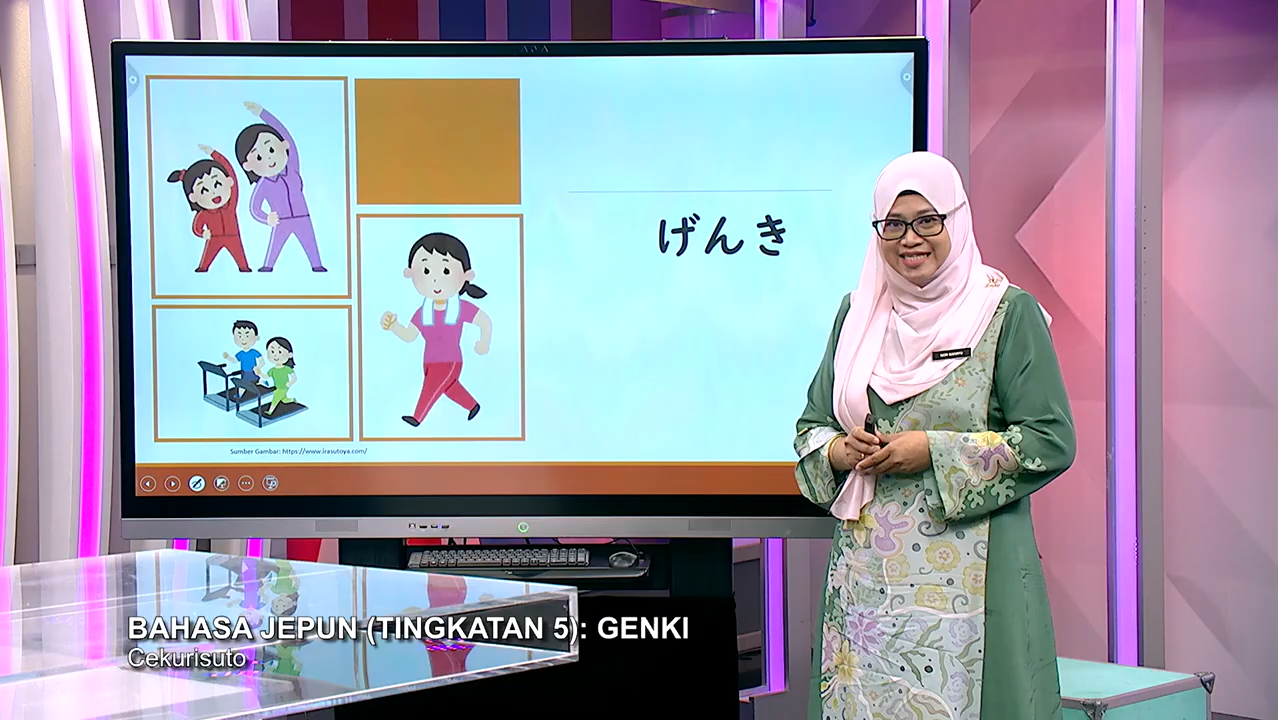 げんき
Sumber Gambar: https://www.irasutoya.com/
BAHASA JEPUN (TINGKATAN 5): GENKI
Cekurisuto